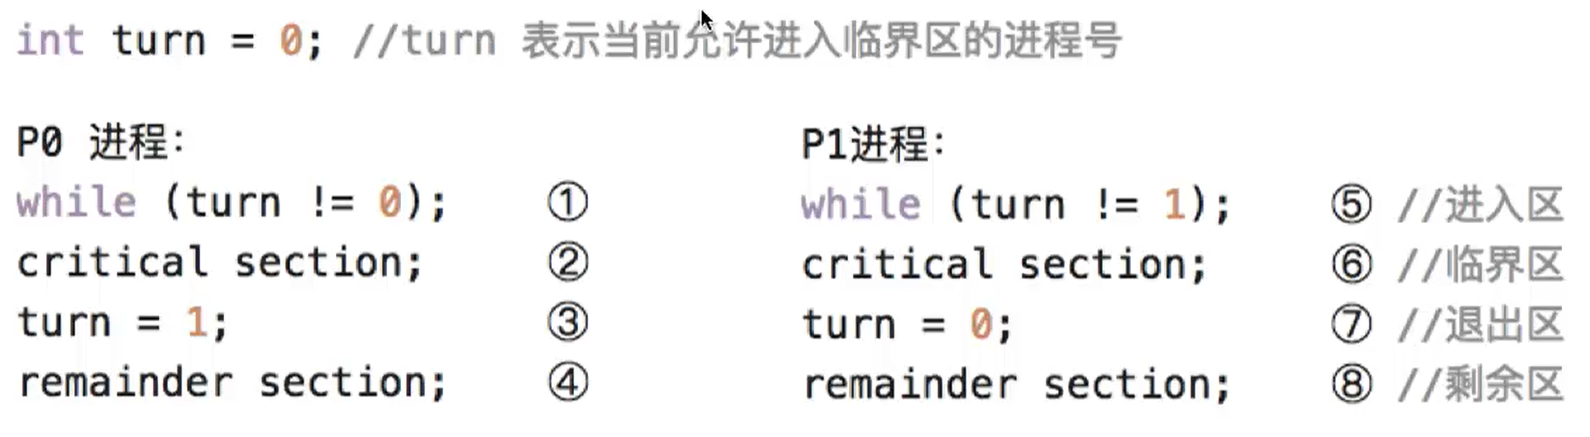 int turn = 0; //turn 表示当前允许进入临界区的进程号
P0 进程:
while (turn != 0); ①
critical section; ②
turn = 1; ③
remainder section; ④
P1进程:
while (turn != 1); ⑤ //进入区
critical section; ⑥ //临界区
turn = 0; ⑦ //退出区
remainder section; ⑧ //剩余区